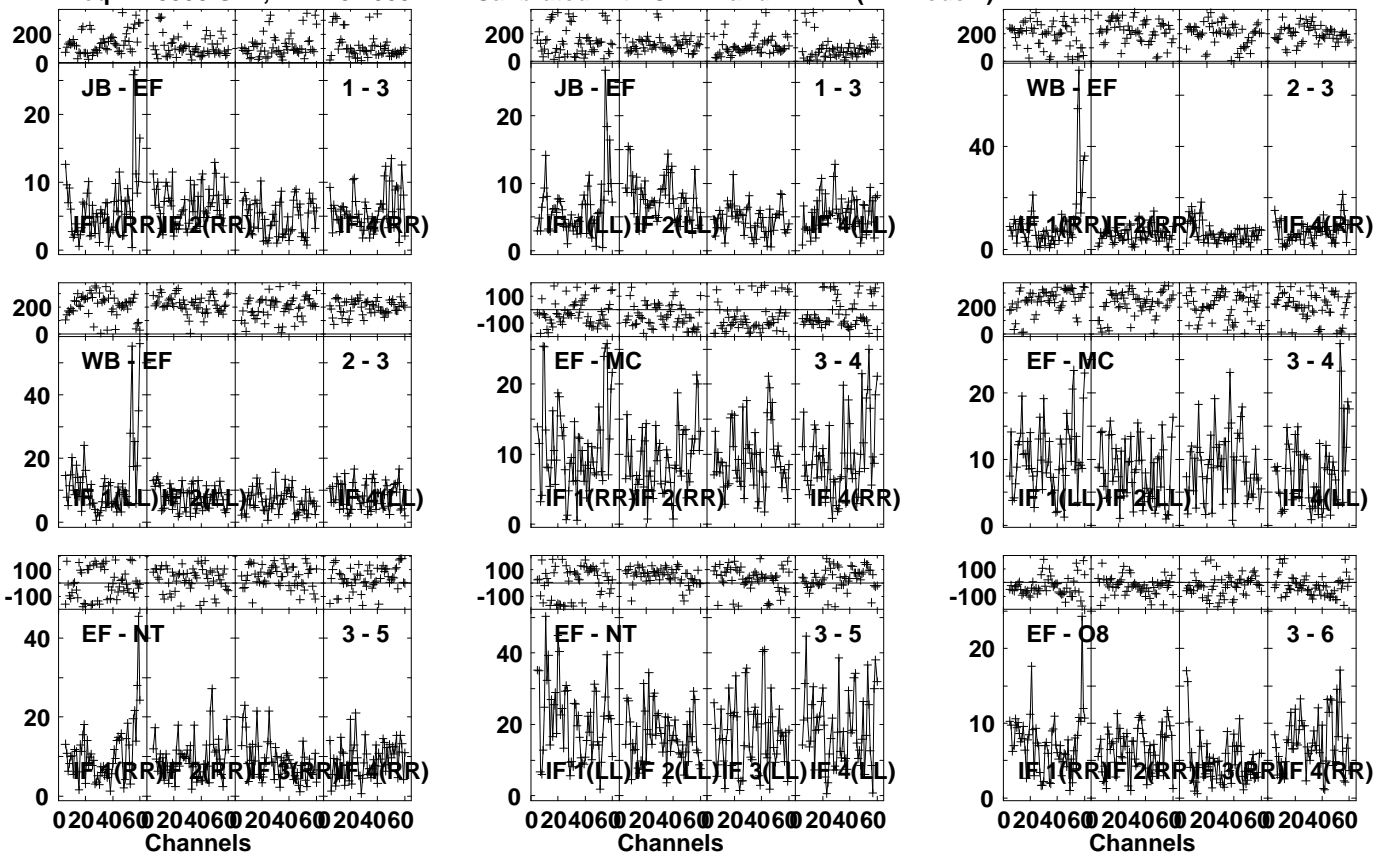 200
0
JB - EF 1 - 3
20
10
0
IF 1(RR) IF 2(RR) IF 4(RR)
200
0
JB - EF 1 - 3
20
10
0
IF 1(LL) IF 2(LL) IF 4(LL)
200
0
WB - EF 2 - 3
40
20
0
IF 1(RR) IF 2(RR) IF 4(RR)
200
0
WB - EF 2 - 3
40
20
0
IF 1(LL) IF 2(LL) IF 4(LL)
100
-100
EF - MC 3 - 4
20
10
0
IF 1(RR) IF 2(RR) IF 4(RR)
200
0
EF - MC 3 - 4
20
10
0
IF 1(LL) IF 2(LL) IF 4(LL)
100
-100
EF - NT 3 - 5
40
20
0
IF 1(RR) IF 2(RR) IF 3(RR) IF 4(RR)
0 20 40 60 0 20 40 60 0 20 40 60 0 20 40 60
Channels
100
-100
EF - NT 3 - 5
40
20
0
IF 1(LL) IF 2(LL) IF 3(LL) IF 4(LL)
0 20 40 60 0 20 40 60 0 20 40 60 0 20 40 60
Channels
100
-100
EF - O8 3 - 6
20
10
0
IF 1(RR) IF 2(RR) IF 3(RR) IF 4(RR)
0 20 40 60 0 20 40 60 0 20 40 60 0 20 40 60
Channels